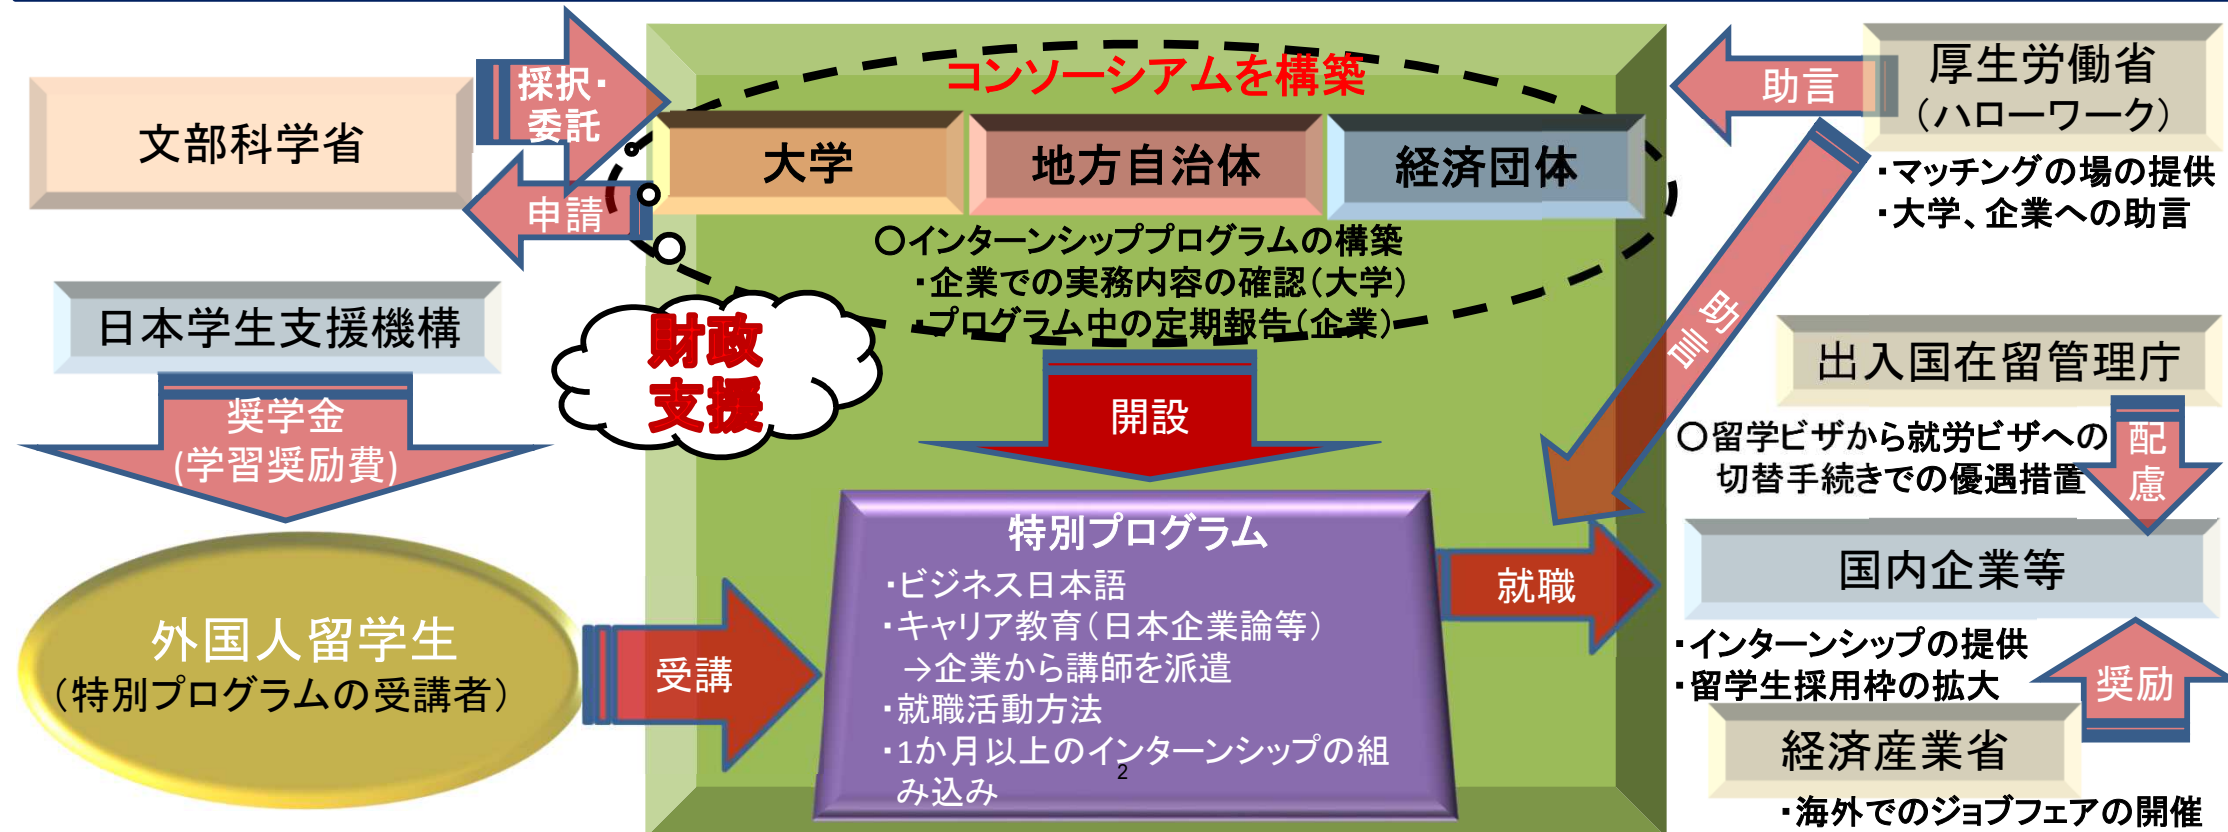 文部科学省
採択・
委託
申請
コンソーシアムを構築
大学
地方自治体
経済団体
〇インターンシッププログラムの構築
・企業での実務内容の確認(大学)
・プログラム中の定期報告(企業)
財政
支援
開設
日本学生支援機構
奨学金
(学習奨励費)
外国人留学生
(特別プログラムの受講者)
受講
特別プログラム
・ビジネス日本語
・キャリア教育(日本企業論等)
→企業から講師を派遣
・就職活動方法
・1か月以上のインターンシップの組
み込み
2
就職
助言
厚生労働省
(ハローワーク)
・マッチングの場の提供
・大学、企業への助言
助言
出入国在留管理庁
〇留学ビザから就労ビザへの
切替手続きでの優遇措置
配
慮
国内企業等
・インターンシップの提供
・留学生採用枠の拡大
奨励
経済産業省
・海外でのジョブフェアの開催